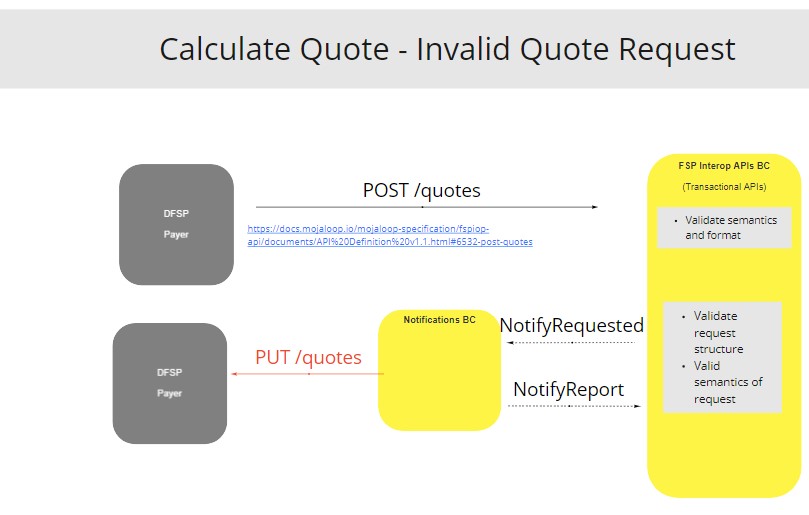 Calculate Quote - Invalid Quote Request
FSP Interop APIs BC
(Transactional APIs)
POST /quotes
DFSP
Payer
https://docs.mojaloop.io/mojaloop-specification/fspiop-
api/documents/API%20Definition%20v1.1.html#6532-post-quotes
• Validate semantics
and format
Notifications BC
NotifyRequested
• Validate
request
structure
• Valid
semantics of
request
PUT /quotes
DFSP
Payer
NotifyReport